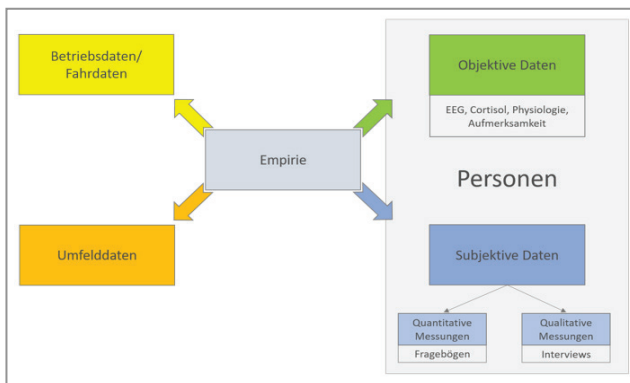 Betriebsdaten/
Fahrdaten
Objektive Daten
EEG, Cortisol, Physiologie,
Aufmerksamkeit
Empirie
Personen
Umfelddaten
Subjektive Daten
Quantitative
Messungen
Fragebögen
Qualitative
Messungen
Interviews